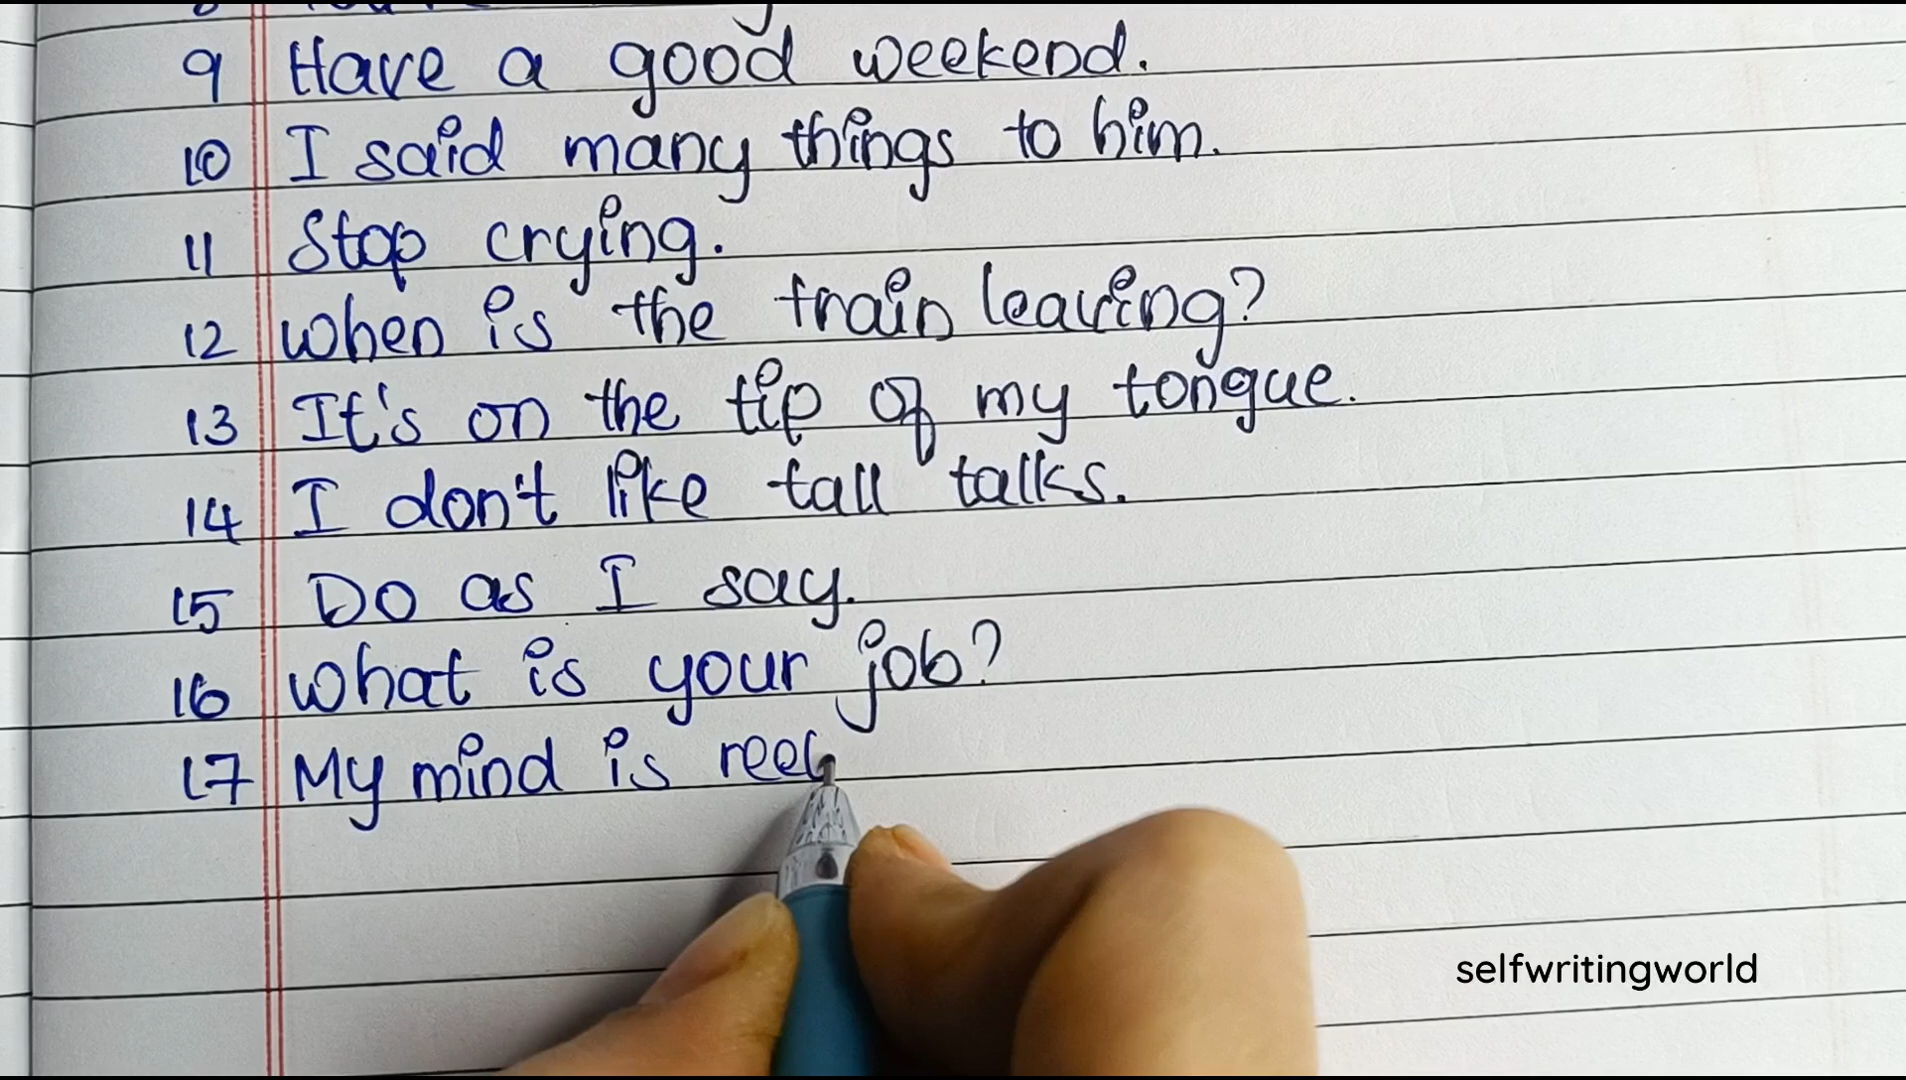 9 Have a good weekend.
10 I said many things to him.
11 Stop crying.
12 When is the train leaving?
13 It's on the tip of my tongue.
14 I don't like tall talks.
15 Do as I say.
16 What is your job?
17 My mind is reel
selfwritingworld